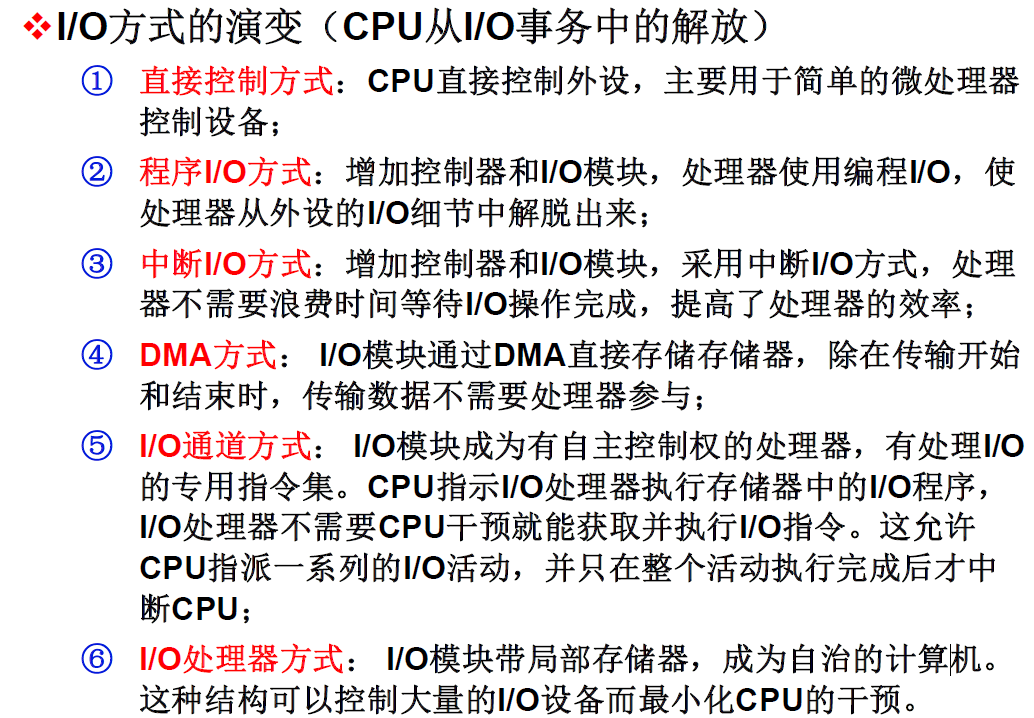 ❖I/O方式的演变（CPU从I/O事务中的解放）
① 直接控制方式：CPU直接控制外设，主要用于简单的微处理器
控制设备；
② 程序I/O方式：增加控制器和I/O模块，处理器使用编程I/O，使
处理器从外设的I/O细节中解脱出来；
③ 中断I/O方式：增加控制器和I/O模块，采用中断I/O方式，处理
器不需要浪费时间等待I/O操作完成，提高了处理器的效率；
④ DMA方式： I/O模块通过DMA直接存储存储器，除在传输开始
和结束时，传输数据不需要处理器参与；
⑤ I/O通道方式： I/O模块成为有自主控制权的处理器，有处理I/O
的专用指令集。CPU指示I/O处理器执行存储器中的I/O程序，
I/O处理器不需要CPU干预就能获取并执行I/O指令。这允许
CPU指派一系列的I/O活动，并只在整个活动执行完成后才中
断CPU；
⑥ I/O处理器方式： I/O模块带局部存储器，成为自治的计算机。
这种结构可以控制大量的I/O设备而最小化CPU的干预。